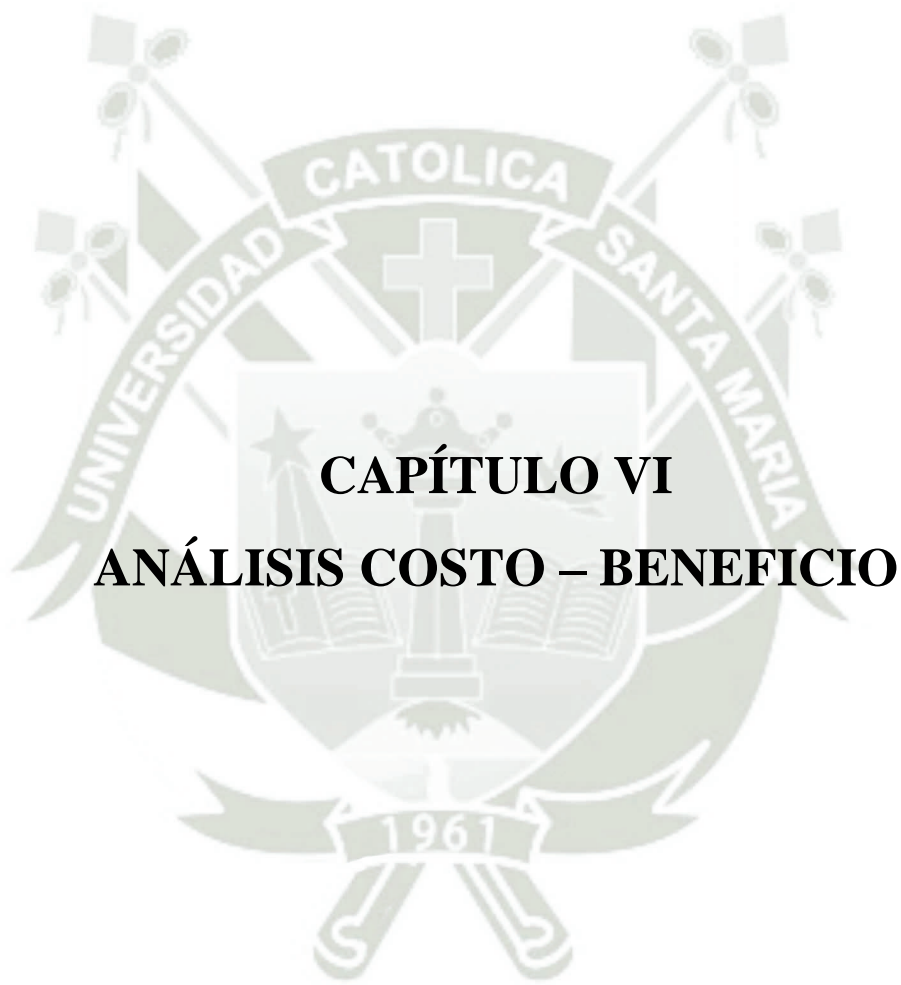 UNIVERSIDAD
CATOLICA
SANTA MARIA
CAPÍTULO VI
ANÁLISIS COSTO – BENEFICIO
1961